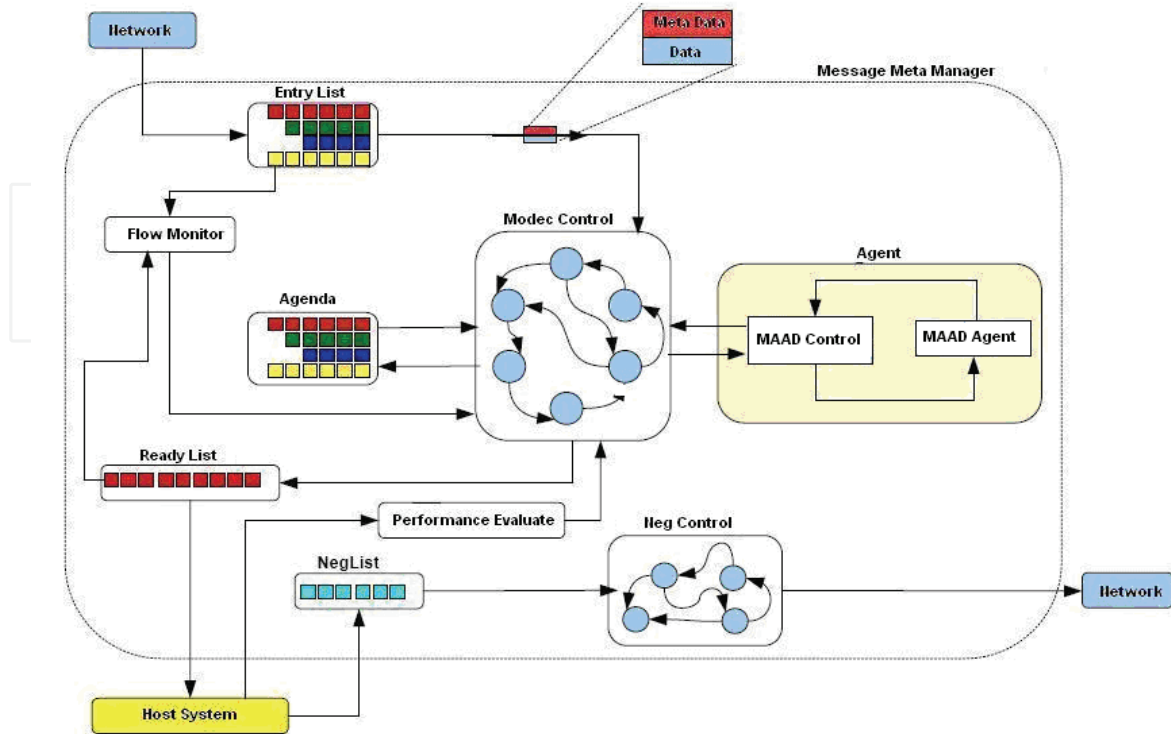 Network
Meta Data
Data
Message Meta Manager
Entry List
Flow Monitor
Modec Control
Agent
Agenda
MAAD Control
MAAD Agent
Ready List
Performance Evaluate
Neg Control
NegList
Network
Host System